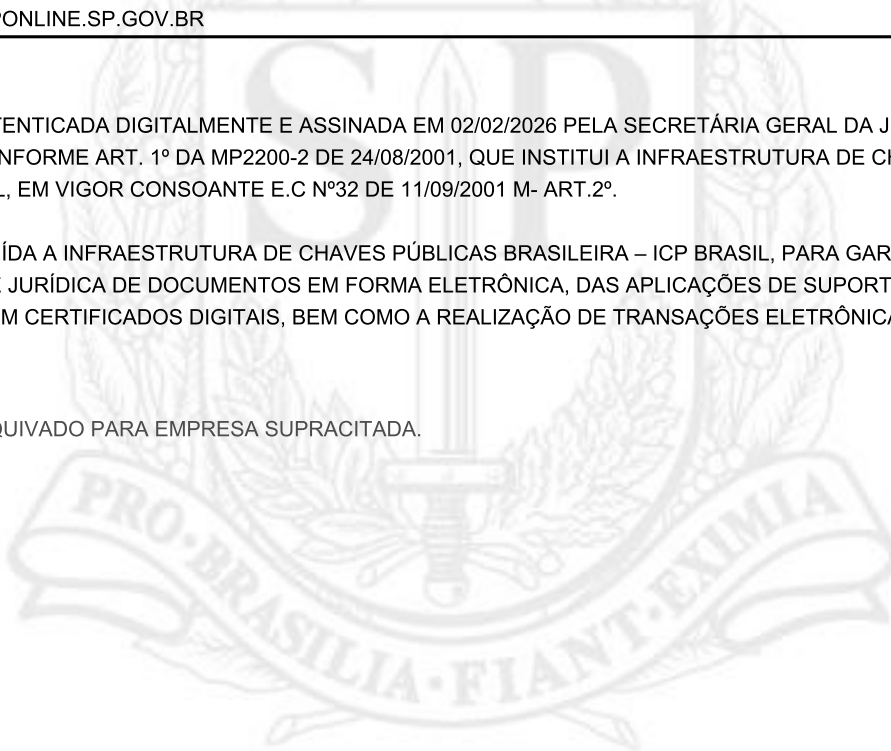 PONLINE.SP.GOV.BR
TENTICADA DIGITALMENTE E ASSINADA EM 02/02/2026 PELA SECRETÁRIA GERAL DA J
NFORME ART. 1º DA MP2200-2 DE 24/08/2001, QUE INSTITUI A INFRAESTRUTURA DE CH
L, EM VIGOR CONSOANTE E.C Nº32 DE 11/09/2001 M- ART.2º.
ÍDA A INFRAESTRUTURA DE CHAVES PÚBLICAS BRASILEIRA – ICP BRASIL, PARA GAR
E JURÍDICA DE DOCUMENTOS EM FORMA ELETRÔNICA, DAS APLICAÇÕES DE SUPORT
M CERTIFICADOS DIGITAIS, BEM COMO A REALIZAÇÃO DE TRANSAÇÕES ELETRÔNICA
QUIVADO PARA EMPRESA SUPRACITADA.
SP
PRO·BRASILIA·FIANT·EXIMIA